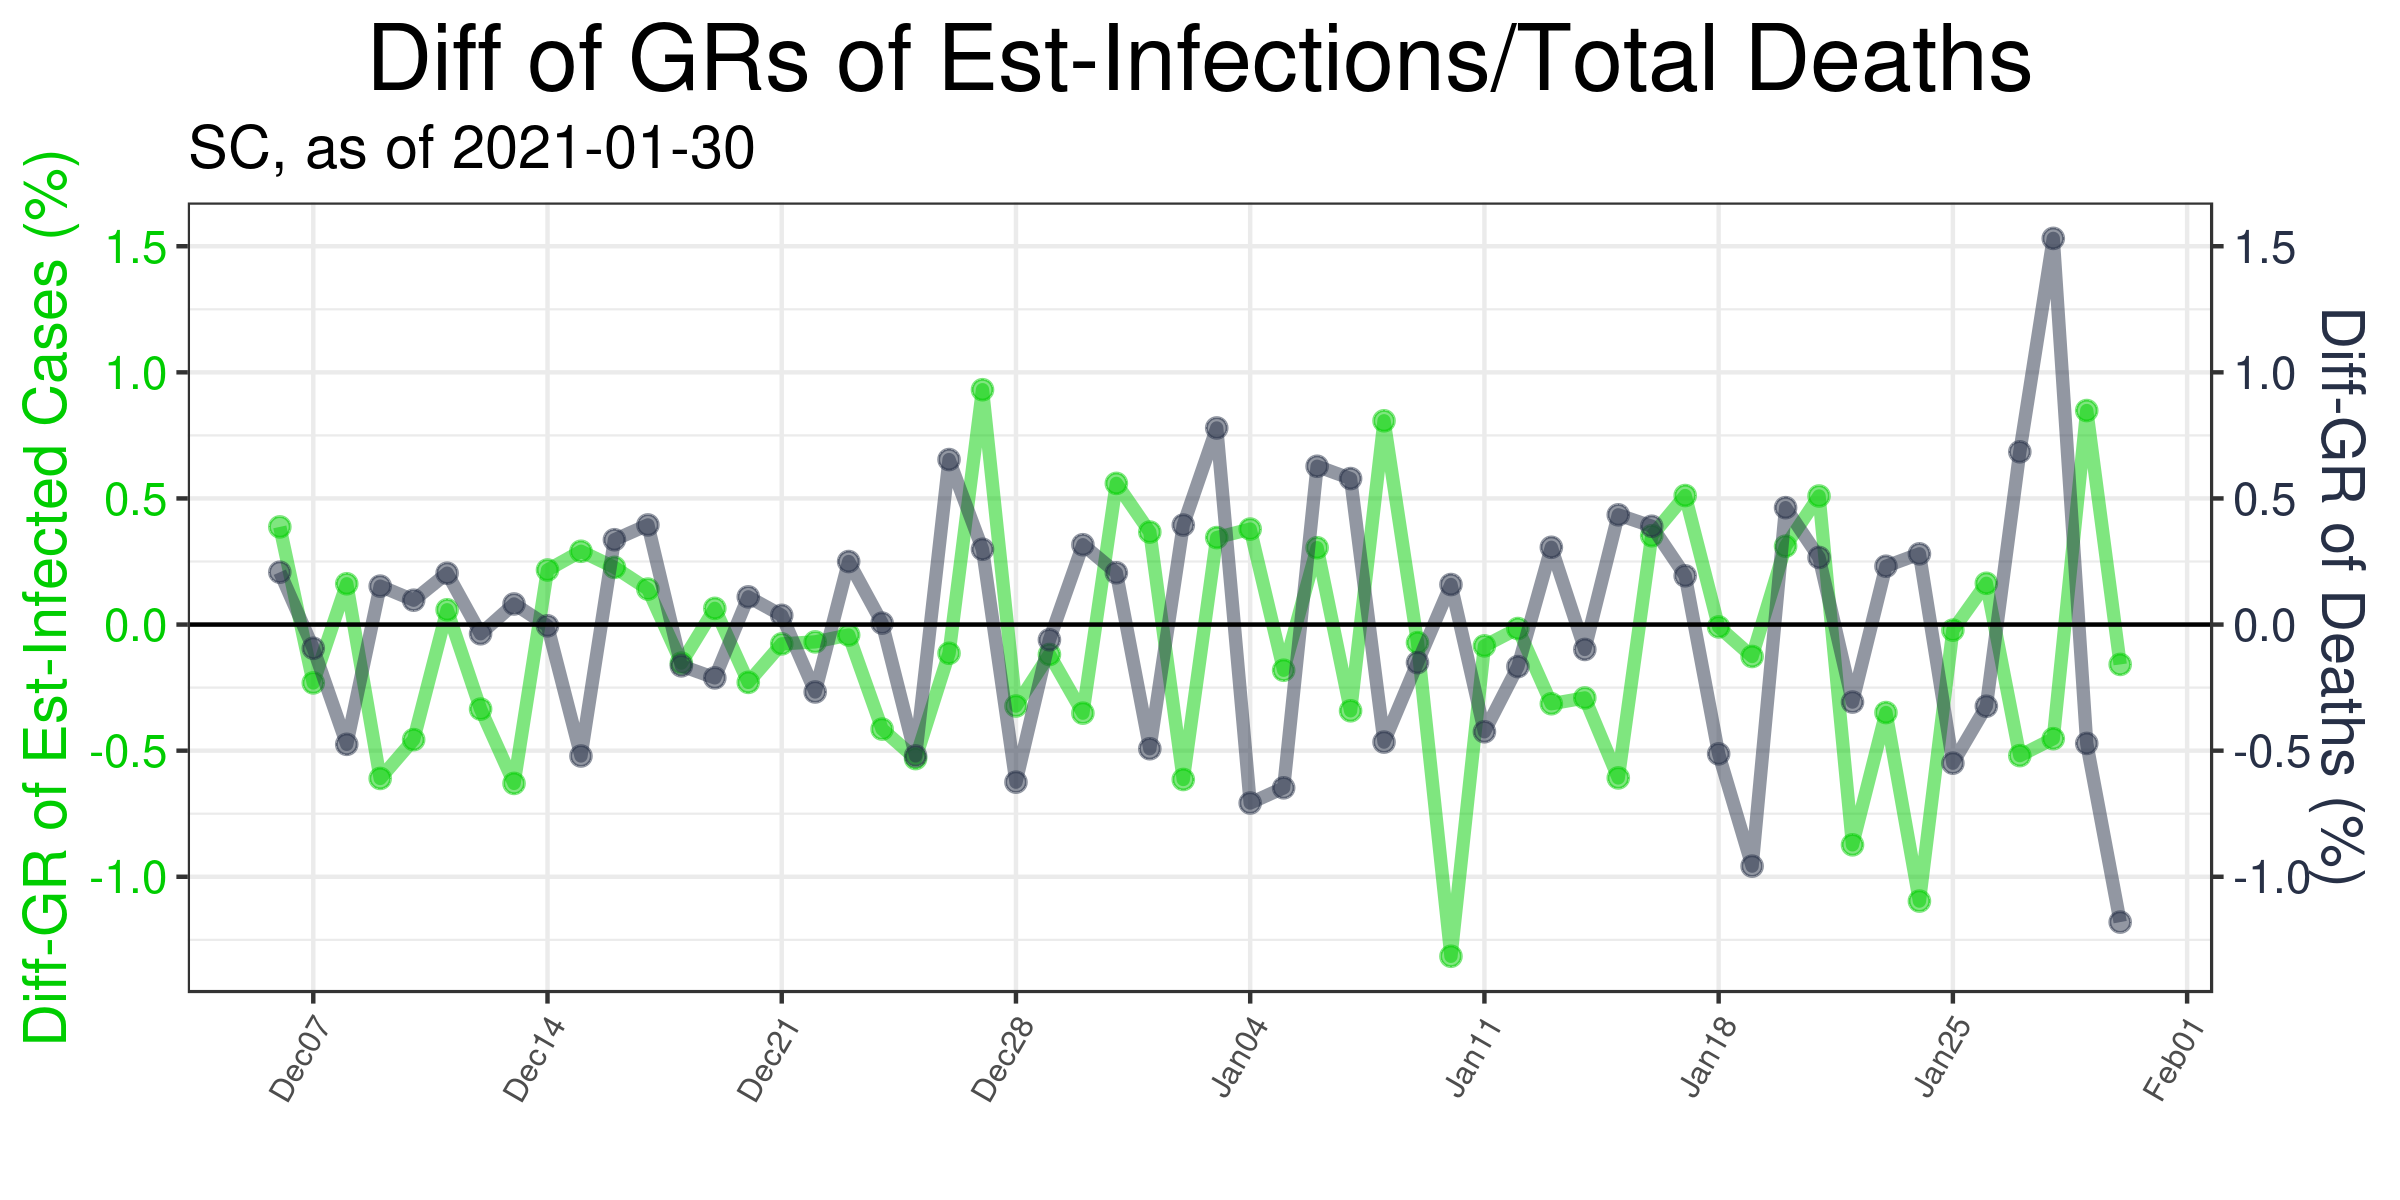 Diff of GRs of Est-Infections/Total Deaths
SC, as of 2021-01-30
Diff-GR of Est-Infected Cases (%)
1.5
1.0
0.5
0.0
-0.5
-1.0
1.5
1.0
0.5
0.0
-0.5
-1.0
Diff-GR of Deaths (%)
Dec07
Dec14
Dec21
Dec28
Jan04
Jan11
Jan18
Jan25
Feb01